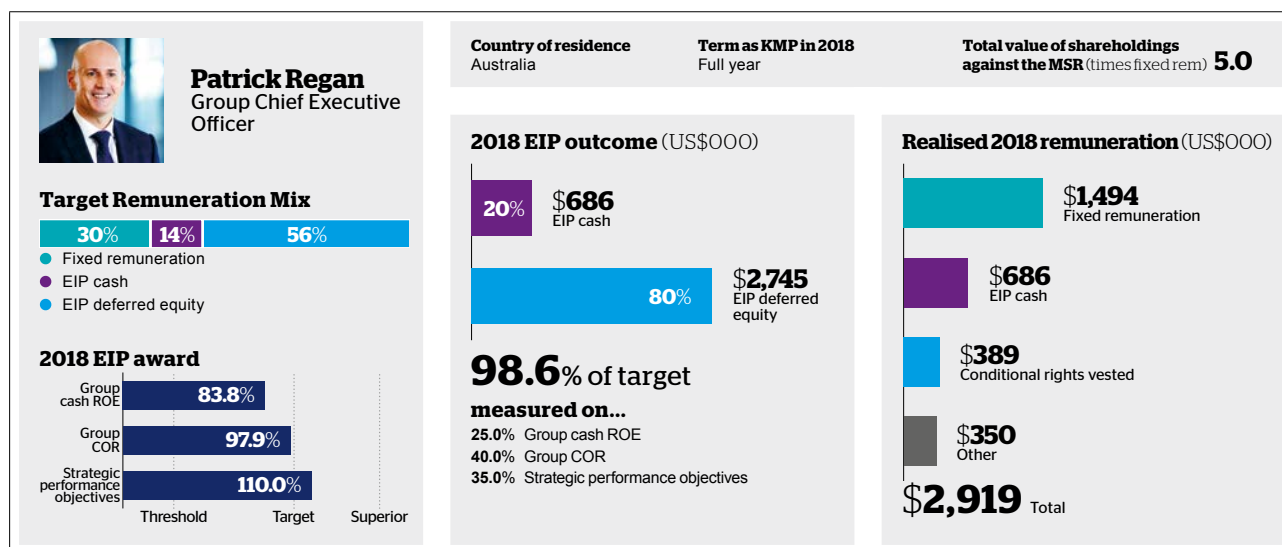 Patrick Regan
Group Chief Executive
Officer
Target Remuneration Mix
30% 14% 56%
Fixed remuneration
EIP cash
EIP deferred equity
2018 EIP award
Group
cash ROE
83.8%
Group
COR
97.9%
Strategic
performance
objectives
110.0%
Threshold Target Superior
Country of residence
Australia
Term as KMP in 2018
Full year
Total value of shareholdings
against the MSR (times fixed rem) 5.0
2018 EIP outcome (US$000)
20%
$686
EIP cash
80%
$2,745
EIP deferred
equity
98.6% of target
measured on...
25.0% Group cash ROE
40.0% Group COR
35.0% Strategic performance objectives
Realised 2018 remuneration (US$000)
$1,494
Fixed remuneration
$686
EIP cash
$389
Conditional rights vested
$350
Other
$2,919 Total